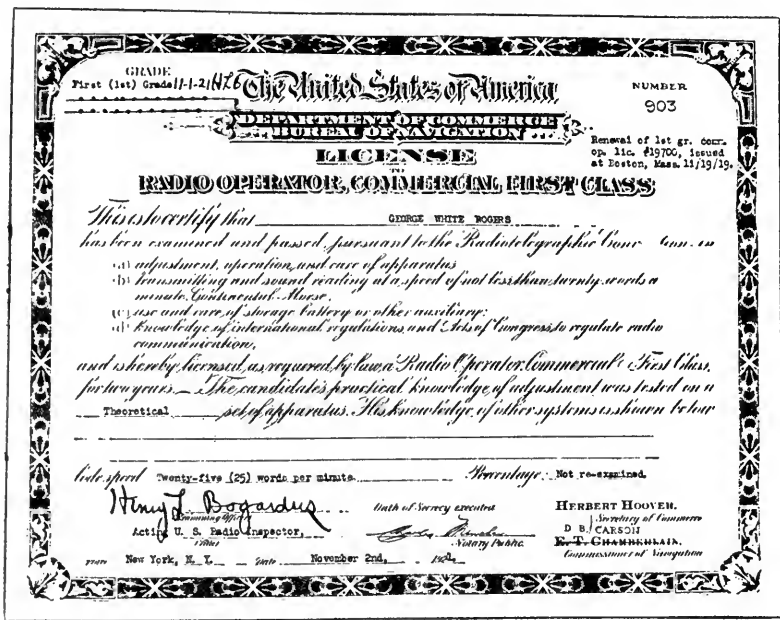 GRADE
First (1st) Grade 11-1-21 HLB
The United States of America
NUMBER
903
DEPARTMENT OF COMMERCE
BUREAU OF NAVIGATION
Renewal of 1st gr. com.
op. lic. #19700, issued
at Boston, Mass. 11/19/19.
LICENSE
TO
RADIO OPERATOR, COMMERCIAL FIRST CLASS
This is to certify that GEORGE WHITE ROGERS
has been examined and passed, pursuant to the Radiotelegraphic in
(a) adjustment, operation, and care of apparatus
(b) transmitting and sound reading at a speed of not less than twenty words a
minute, Continental Morse,
(c) use and care of storage battery or other auxiliary;
(d) knowledge of international regulations, and Acts of Congress to regulate radio
communication,
and is hereby licensed, as required by law, a Radio Operator, Commercial First Class,
for two years. The candidate's practical knowledge of adjustment was tested on a
Theoretical set of apparatus. His knowledge of other systems is shown below
Code speed Twenty-five (25) words per minute. Percentage: Not re-examined
Henry L. Bogardus
Examining Officer
Oath of Secrecy executed
HERBERT HOOVER,
Secretary of Commerce
Acting U. S. Radio Inspector,
Notary Public.
D B. CARSON
E. T. CHAMBERLAIN,
Commissioner of Navigation
Place New York, N. Y. Date November 2nd,